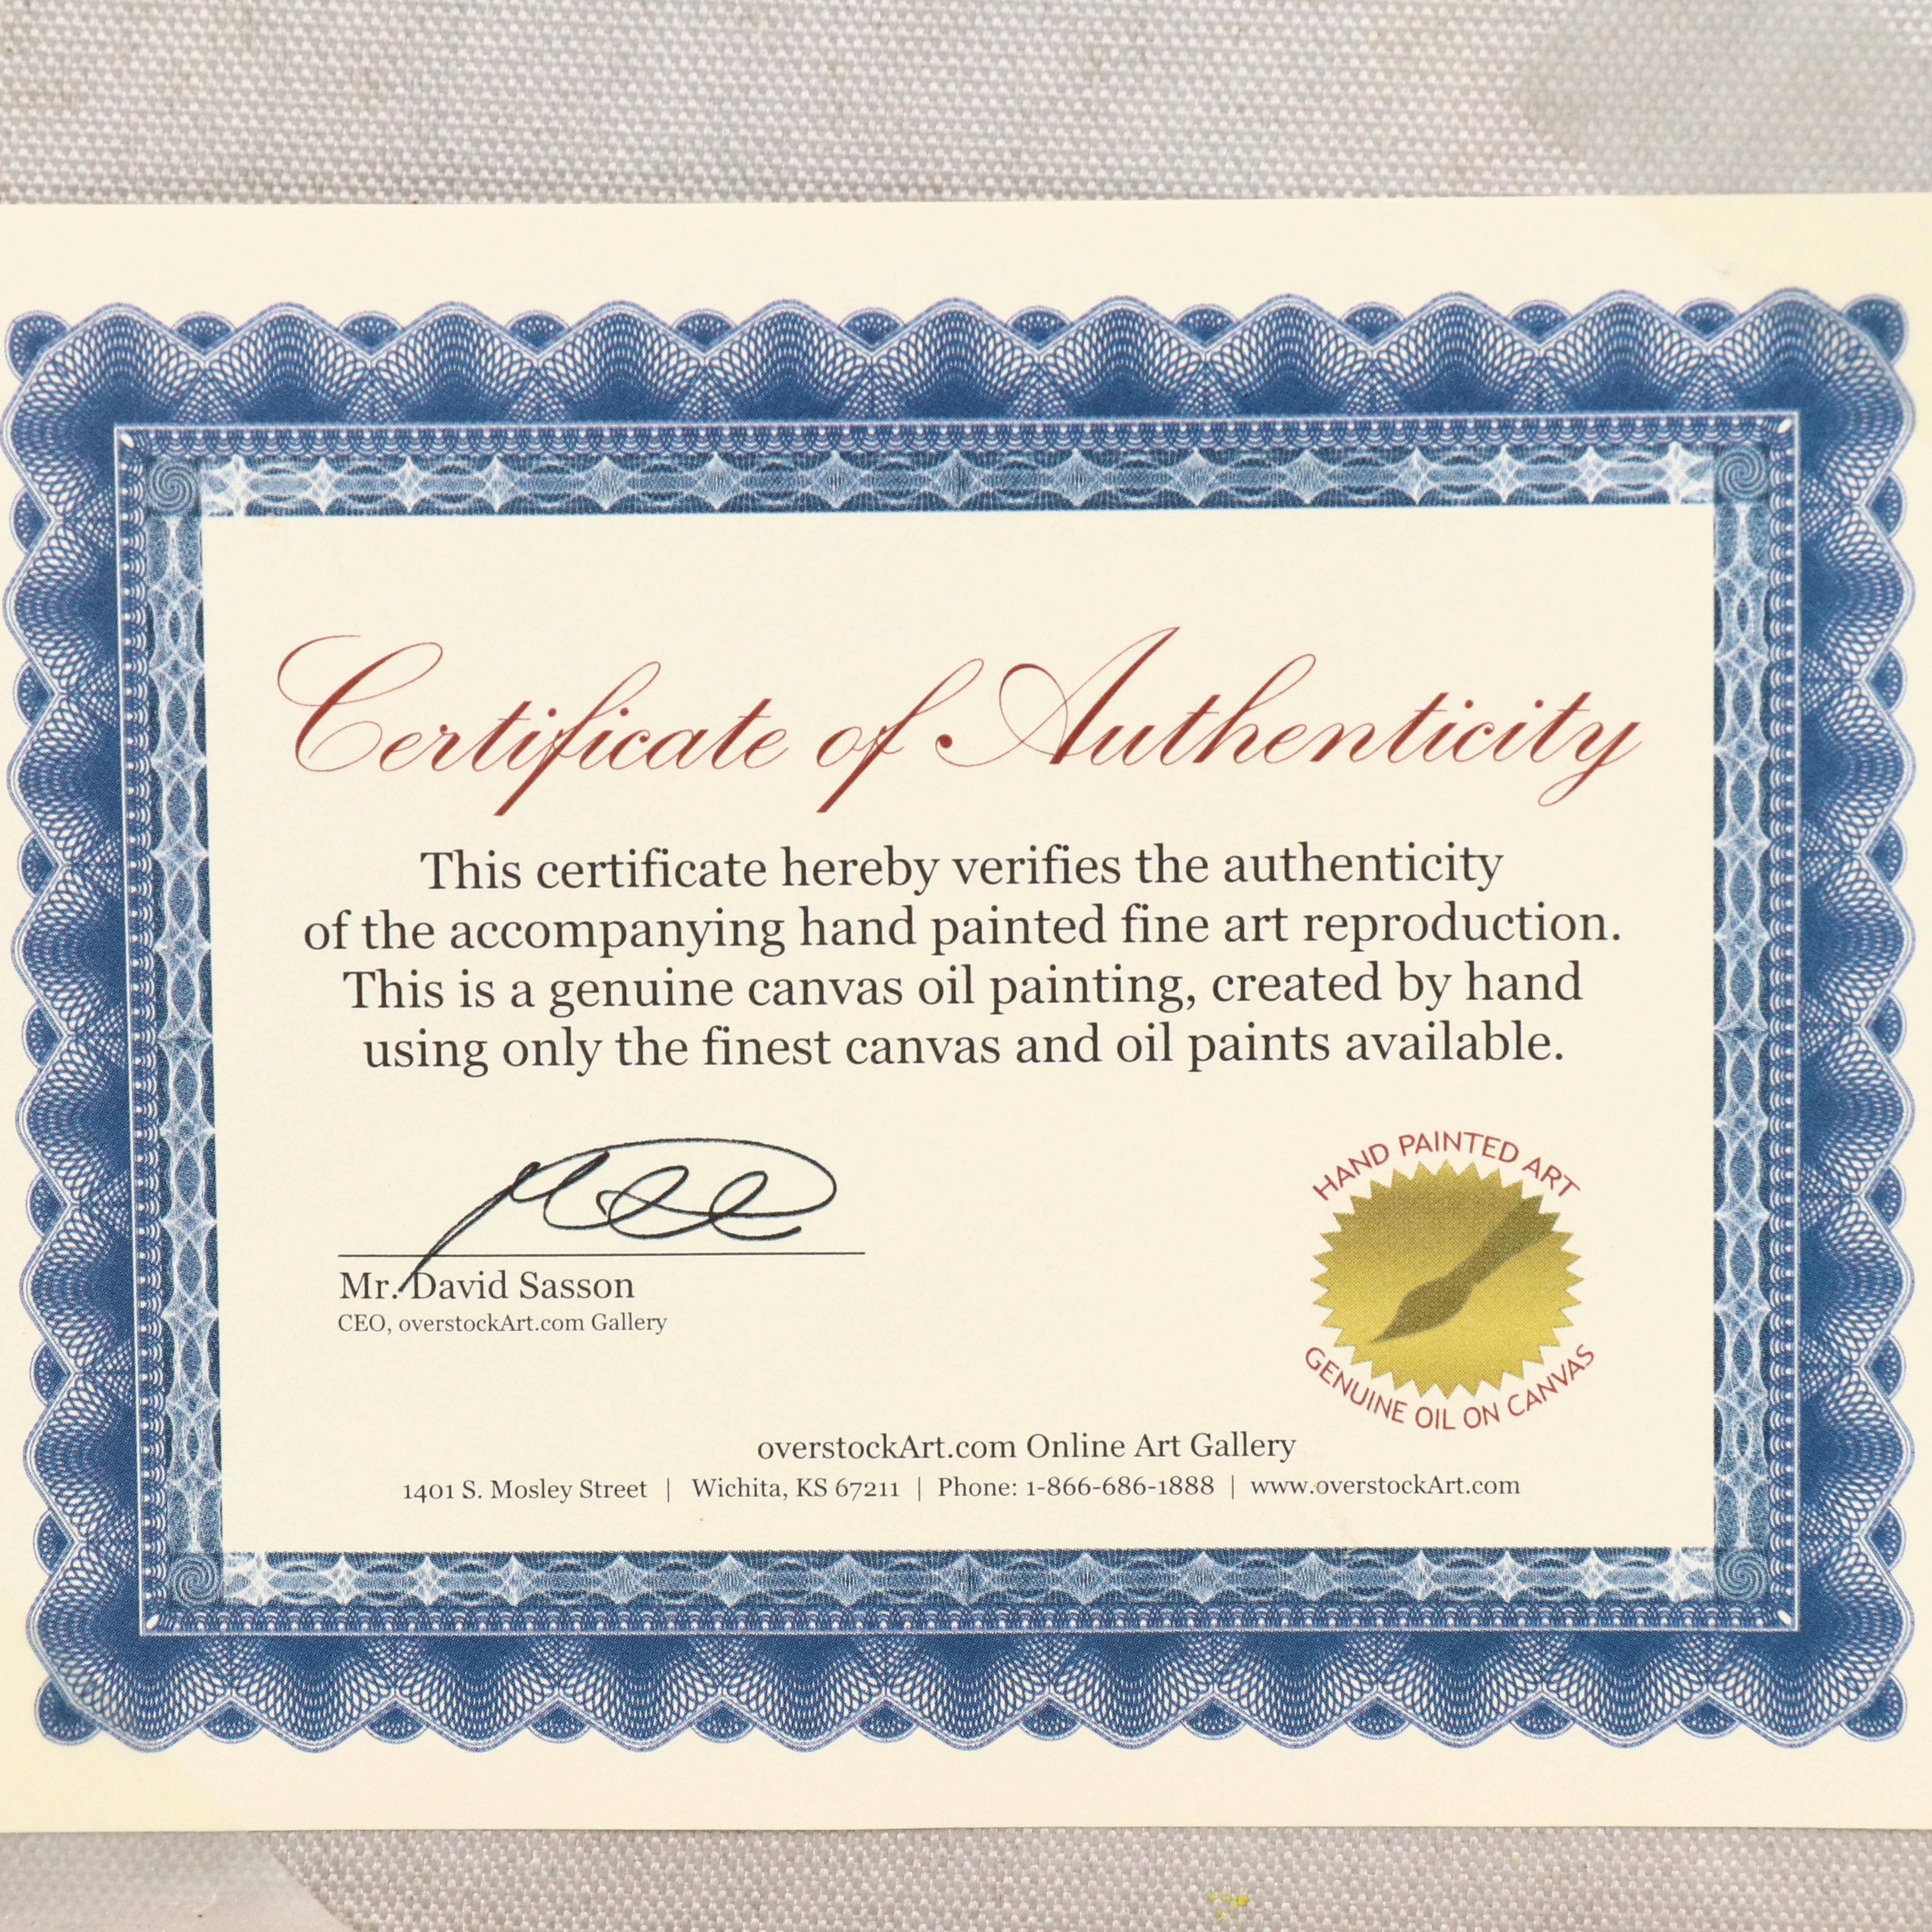 Certificate of Authenticity
This certificate hereby verifies the authenticity
of the accompanying hand painted fine art reproduction.
This is a genuine canvas oil painting, created by hand
using only the finest canvas and oil paints available.
Mr. David Sasson
CEO, overstockArt.com Gallery
HAND PAINTED ART
GENUINE OIL ON CANVAS
overstockArt.com Online Art Gallery
1401 S. Mosley Street | Wichita, KS 67211 | Phone: 1-866-686-1888 | www.overstockArt.com